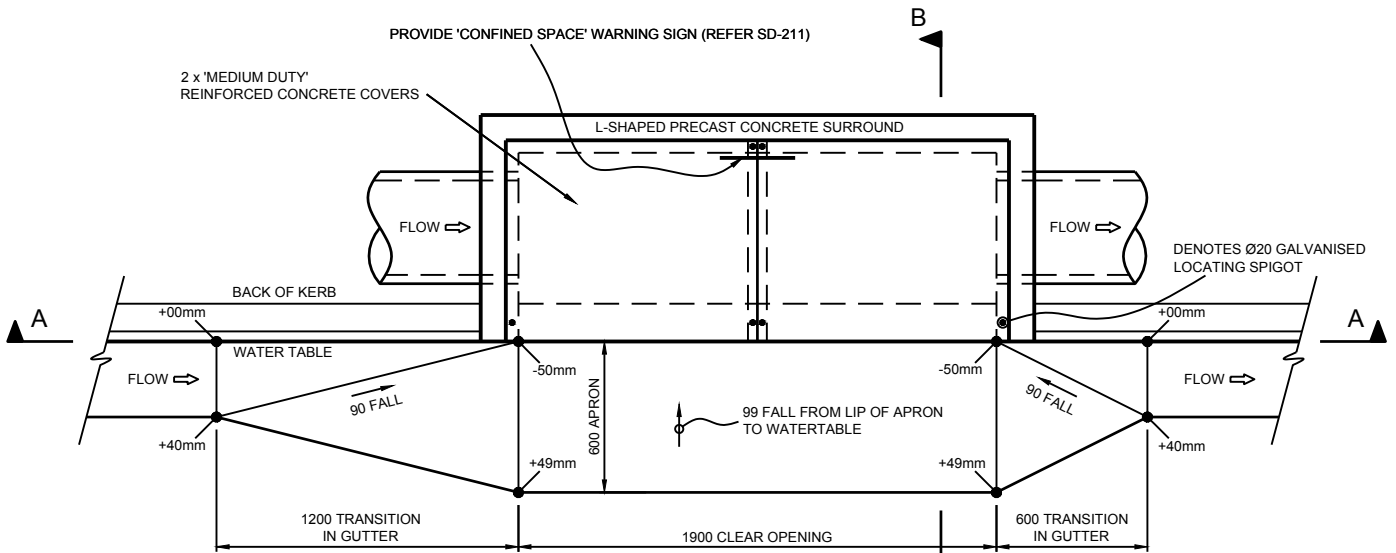 B
PROVIDE 'CONFINED SPACE' WARNING SIGN (REFER SD-211)
2 x 'MEDIUM DUTY'
REINFORCED CONCRETE COVERS
L-SHAPED PRECAST CONCRETE SURROUND
FLOW
FLOW
DENOTES Ø20 GALVANISED
LOCATING SPIGOT
BACK OF KERB
+00mm
+00mm
A
A
WATER TABLE
-50mm
-50mm
FLOW
90 FALL
90 FALL
FLOW
600 APRON
99 FALL FROM LIP OF APRON
TO WATERTABLE
+40mm
+40mm
+49mm
+49mm
1200 TRANSITION
IN GUTTER
1900 CLEAR OPENING
600 TRANSITION
IN GUTTER